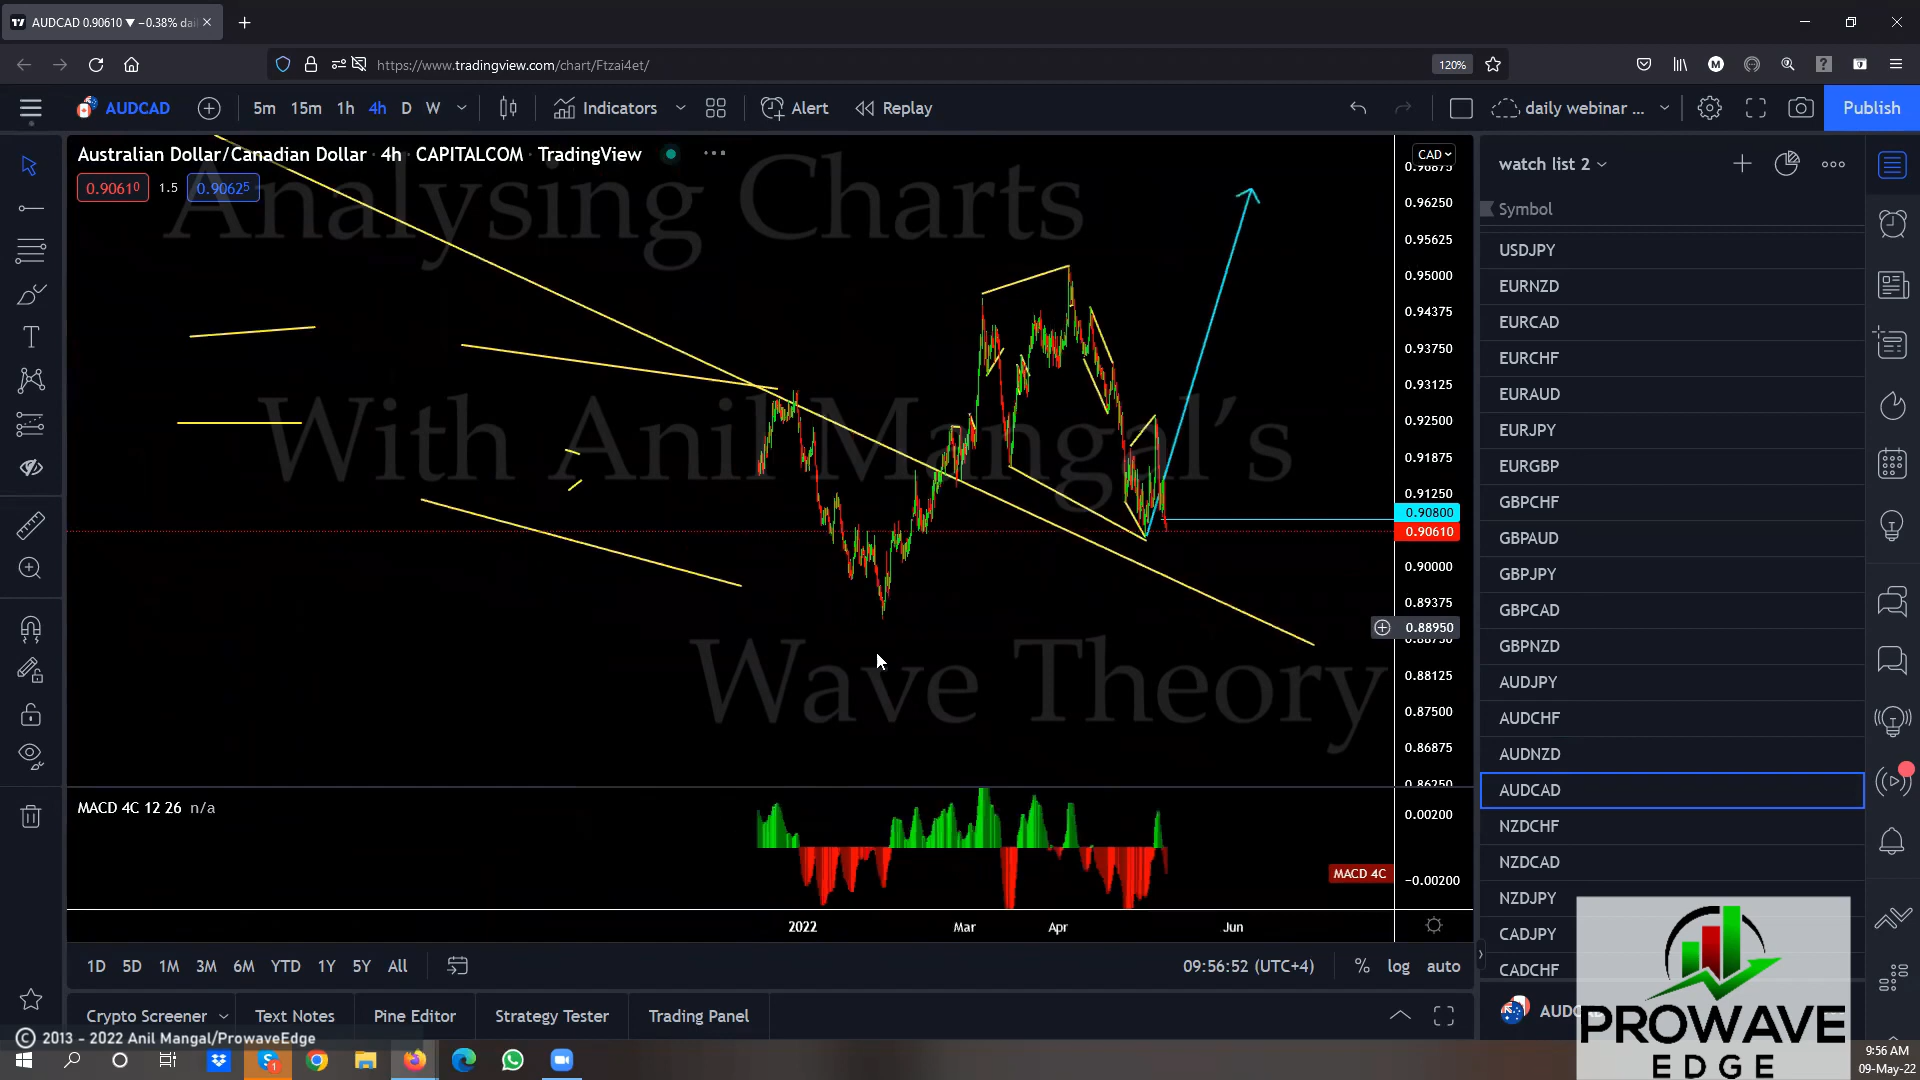 AUDCAD 0.90610 ▼ −0.38% dai
https://www.tradingview.com/chart/Ftzai4et/
120%
AUDCAD
5m 15m 1h 4h D W
Indicators
Alert
Replay
daily webinar ...
Publish
Australian Dollar/Canadian Dollar · 4h · CAPITALCOM · TradingView
0.90610 1.5 0.90625
Analysing Charts
With Anil Mangal's
Wave Theory
CAD
0.96875
0.96250
0.95625
0.95000
0.94375
0.93750
0.93125
0.92500
0.91875
0.91250
0.90800
0.90610
0.90000
0.89375
0.88950
0.88750
0.88125
0.87500
0.86875
0.86250
MACD 4C 12 26 n/a
0.00200
MACD 4C
−0.00200
2022 Mar Apr Jun
1D 5D 1M 3M 6M YTD 1Y 5Y All
09:56:52 (UTC+4)
% log auto
Crypto Screener Text Notes Pine Editor Strategy Tester Trading Panel
© 2013 - 2022 Anil Mangal/ProwaveEdge
watch list 2
Symbol
USDJPY
EURNZD
EURCAD
EURCHF
EURAUD
EURJPY
EURGBP
GBPCHF
GBPAUD
GBPJPY
GBPCAD
GBPNZD
AUDJPY
AUDCHF
AUDNZD
AUDCAD
NZDCHF
NZDCAD
NZDJPY
CADJPY
CADCHF
PROWAVE
EDGE
9:56 AM
09-May-22